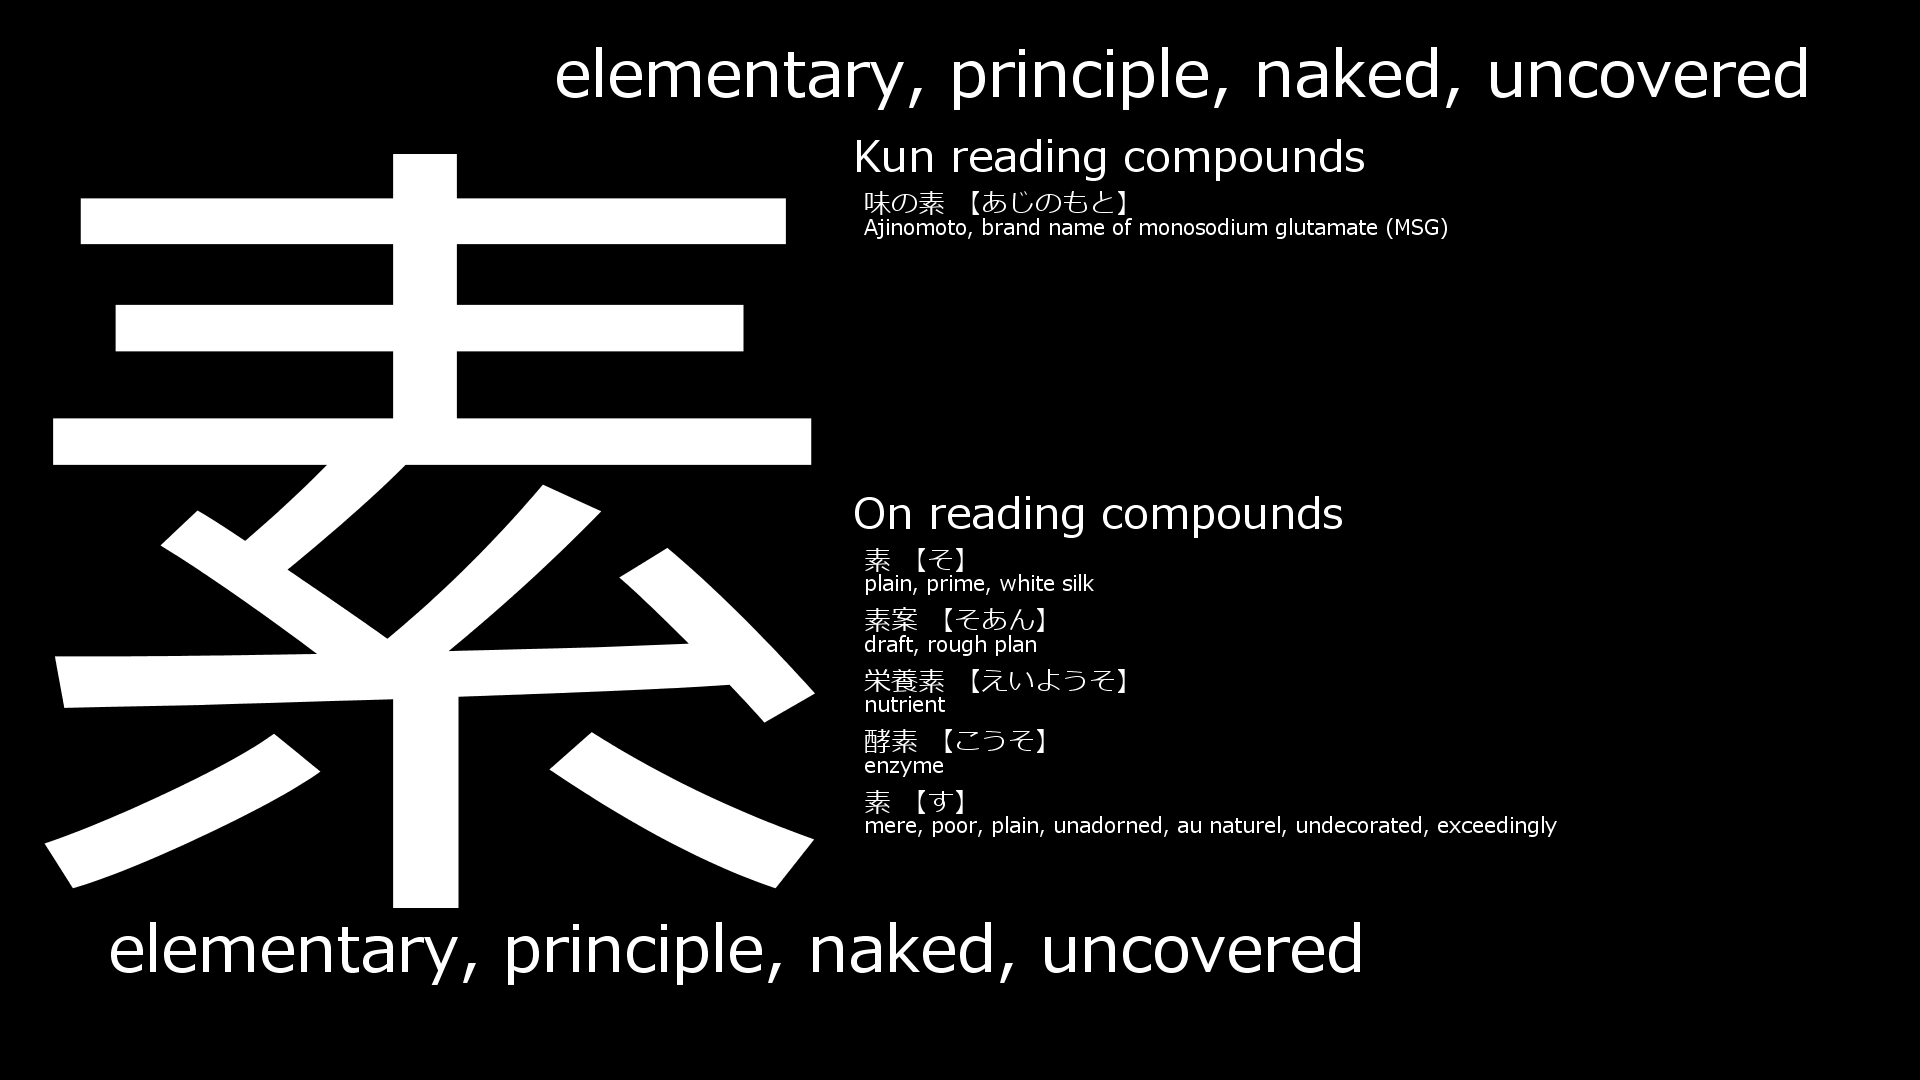 elementary, principle, naked, uncovered
素
Kun reading compounds
味の素 【あじのもと】
Ajinomoto, brand name of monosodium glutamate (MSG)
On reading compounds
素 【そ】
plain, prime, white silk
素案 【そあん】
draft, rough plan
栄養素 【えいようそ】
nutrient
酵素 【こうそ】
enzyme
素 【す】
mere, poor, plain, unadorned, au naturel, undecorated, exceedingly
elementary, principle, naked, uncovered